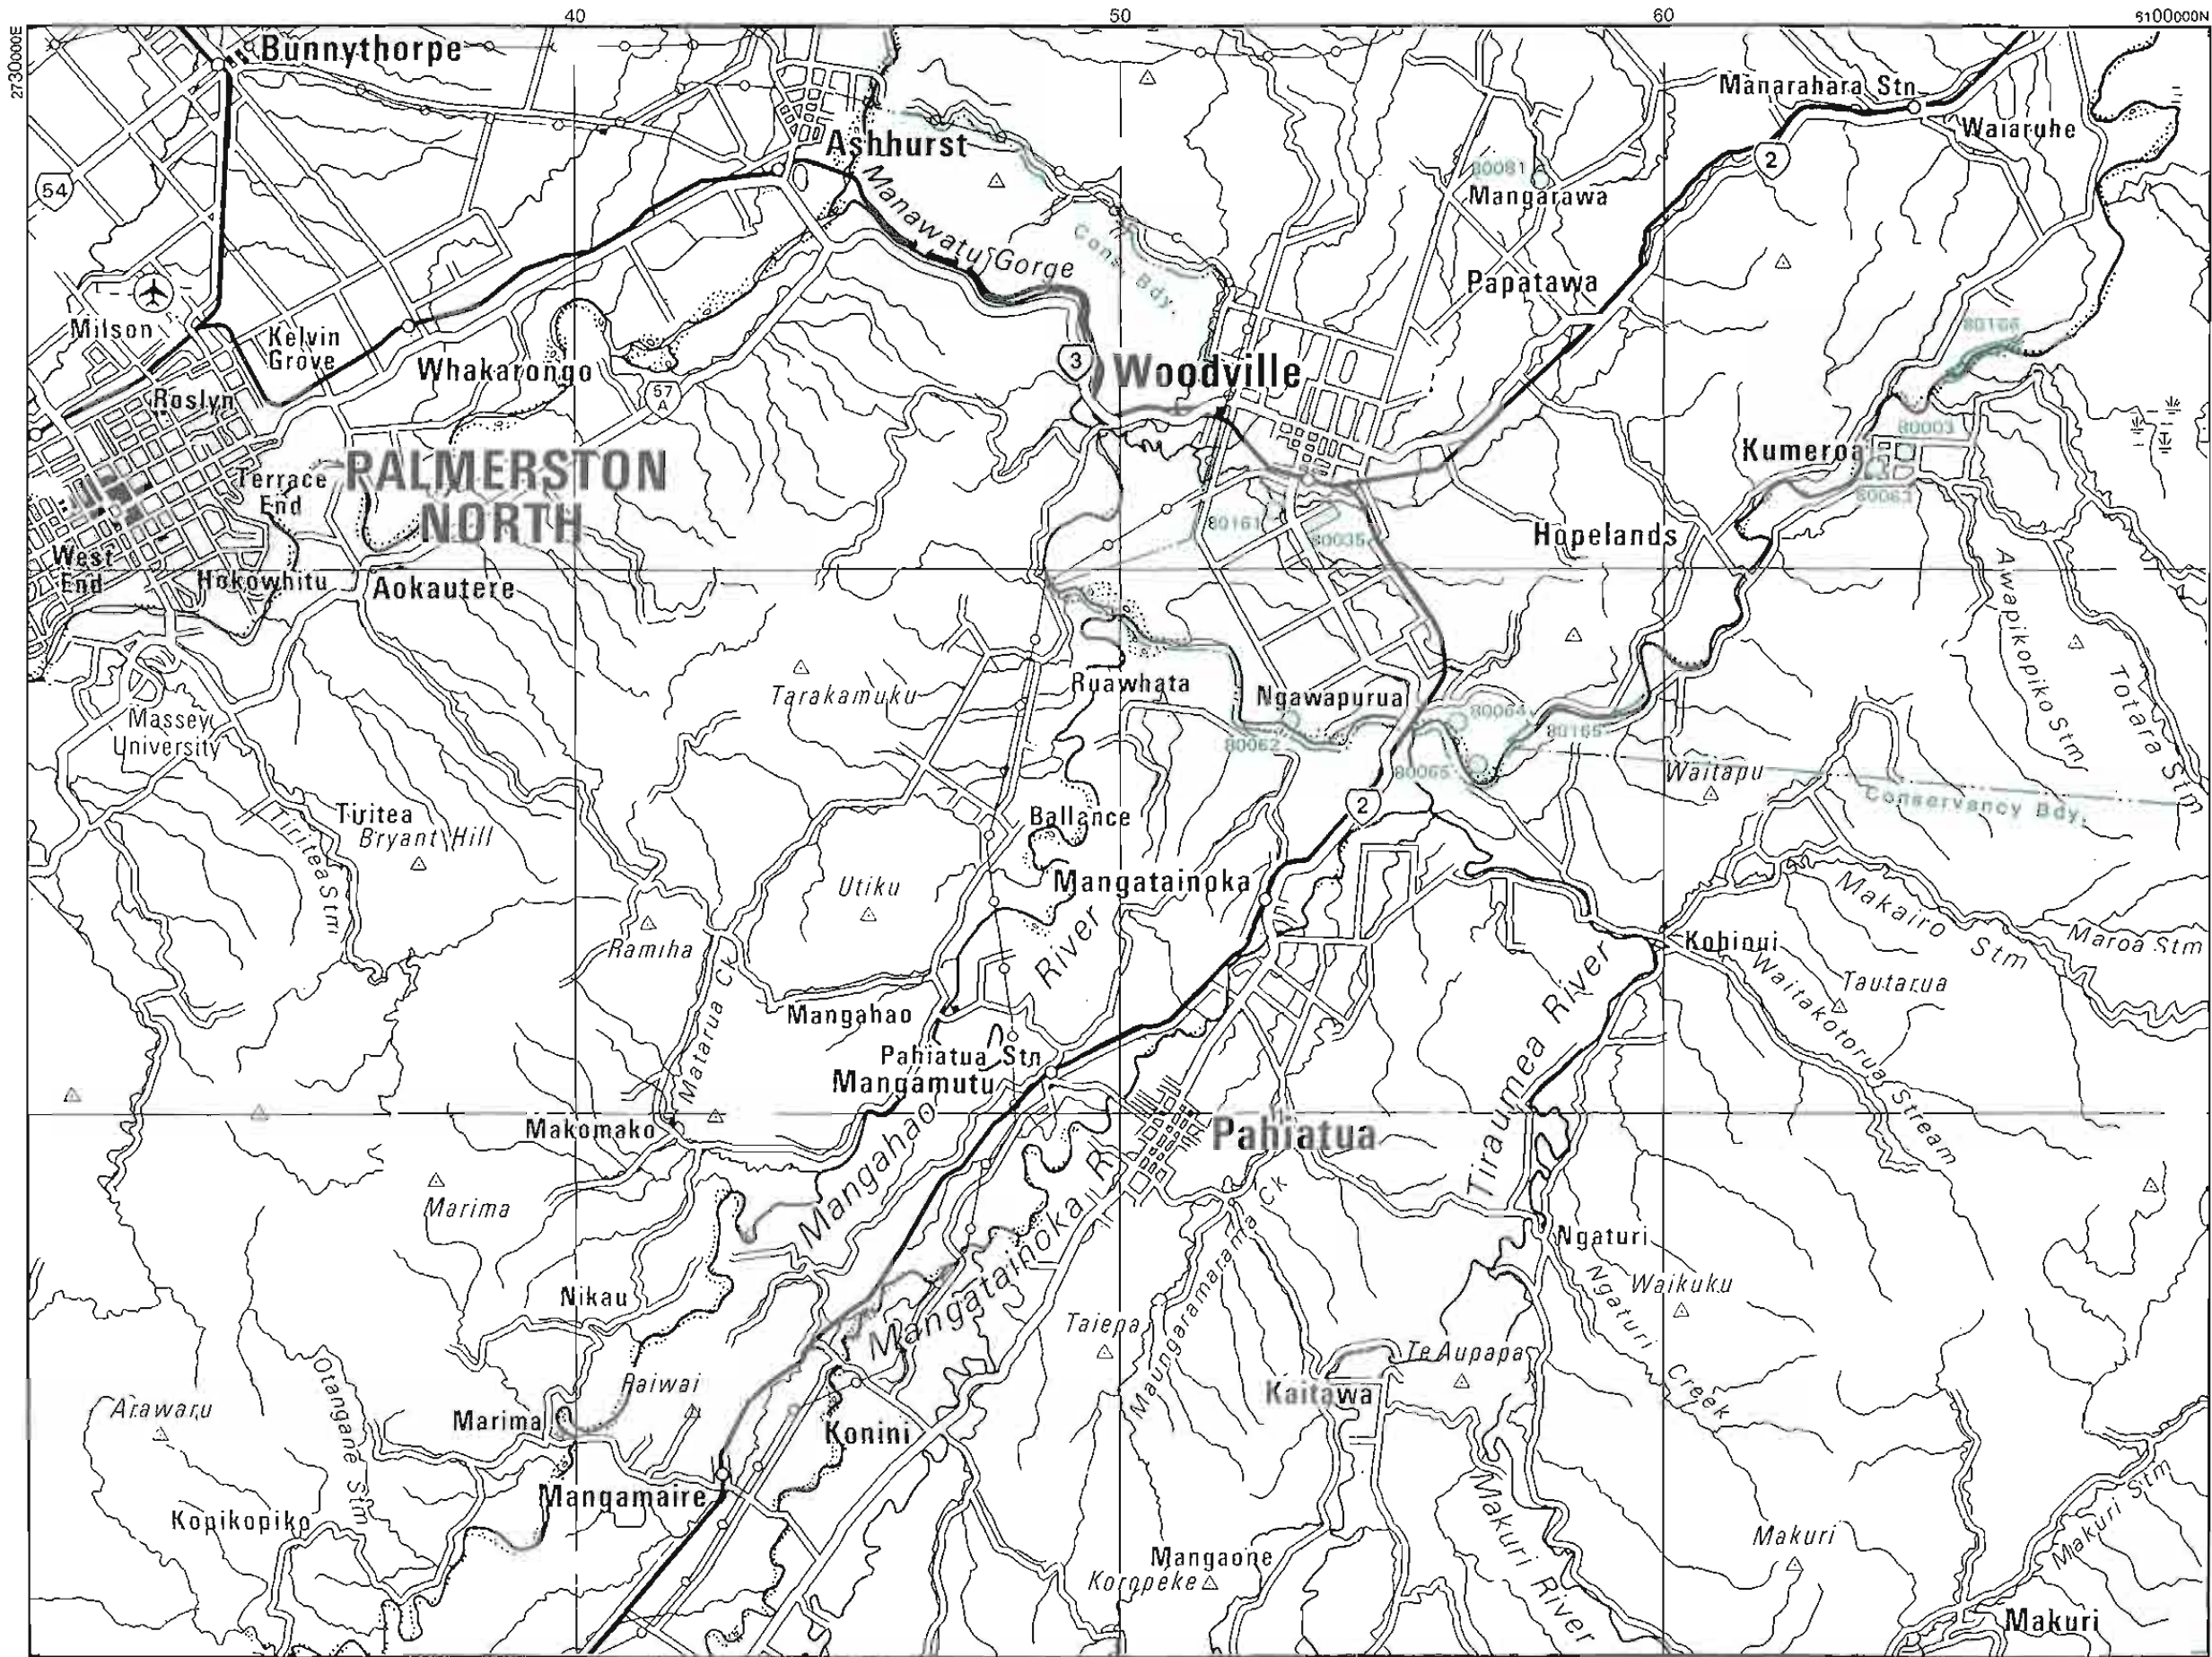 40
50
60
6100000N
2730000E
Bunnythorpe
Manarahara Stn
Waiaruhe
2
Ashhurst
54
80081
Mangarawa
Manawatu Gorge
Cons. Bdy.
Papatawa
Milson
Kelvin
Grove
Whakarongo
3
Woodville
80166
57
A
Roslyn
80003
Kumeroa
PALMERSTON
NORTH
Terrace
End
80063
80161
80035
Hopelands
West
End
Hokowhitu
Aokautere
Awapikopiko Stm
Totara Stm
Tarakamuku
Ruawhata
Ngawapurua
80064
Massey
University
80062
80165
80065
Waitapu
Conservancy Bdy.
Tiritea
Bryant Hill
Tiritea Stm
Ballance
2
Utiku
Mangatainoka
River
Makairo Stm
Maroa Stm
Ramiha
Kohinui
Tautarua
Waitakotorua Stream
Matarua Ck
Mangahao
Tiraumea River
Pahiatua Stn
Mangamutu
Makomako
Pahiatua
Mangahao
Marima
Mangatainoka R
Ck
Maungaramarama
Ngaturi
Waikuku
Ngaturi Creek
Nikau
Taiepa
Te Aupapa
Kaitawa
Raiwai
Arawaru
Otangane Stm
Marima
Konini
Mangamaire
Kopikopiko
Makuri River
Makuri
Makuri Stm
Mangaone
Koropeke
Makuri